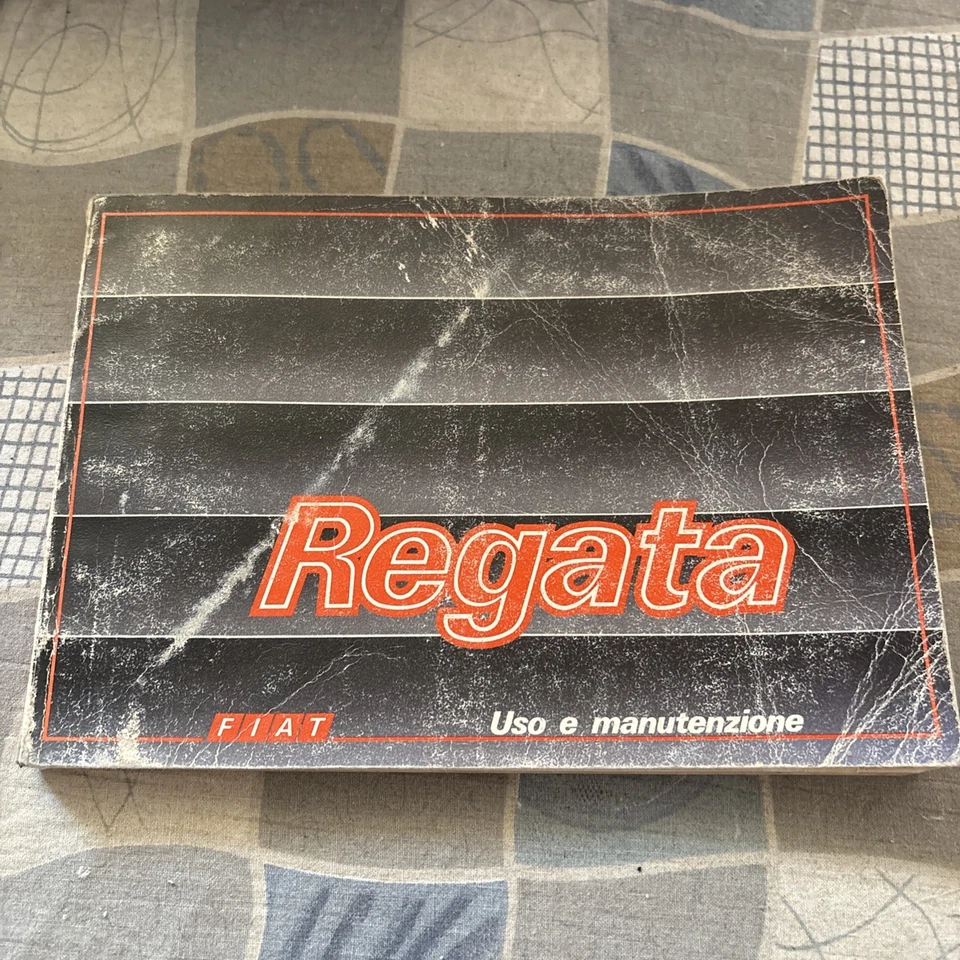 Regata
FIAT
Uso e manutenzione